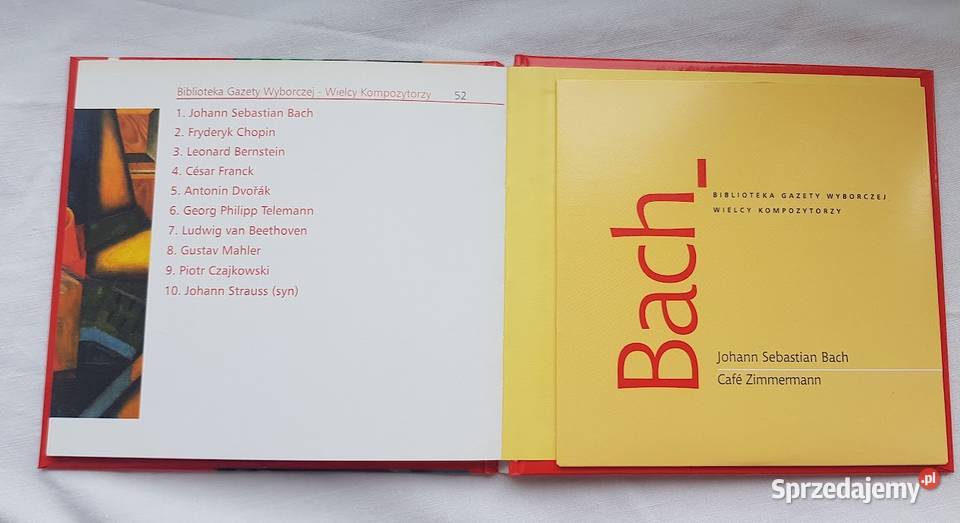 Biblioteka Gazety Wyborczej - Wielcy Kompozytorzy 52
1. Johann Sebastian Bach
2. Fryderyk Chopin
3. Leonard Bernstein
4. César Franck
5. Antonin Dvořák
6. Georg Philipp Telemann
7. Ludwig van Beethoven
8. Gustav Mahler
9. Piotr Czajkowski
10. Johann Strauss (syn)
Bach_
BIBLIOTEKA GAZETY WYBORCZEJ
WIELCY KOMPOZYTORZY
Johann Sebastian Bach
Café Zimmermann
Sprzedajemy.pl